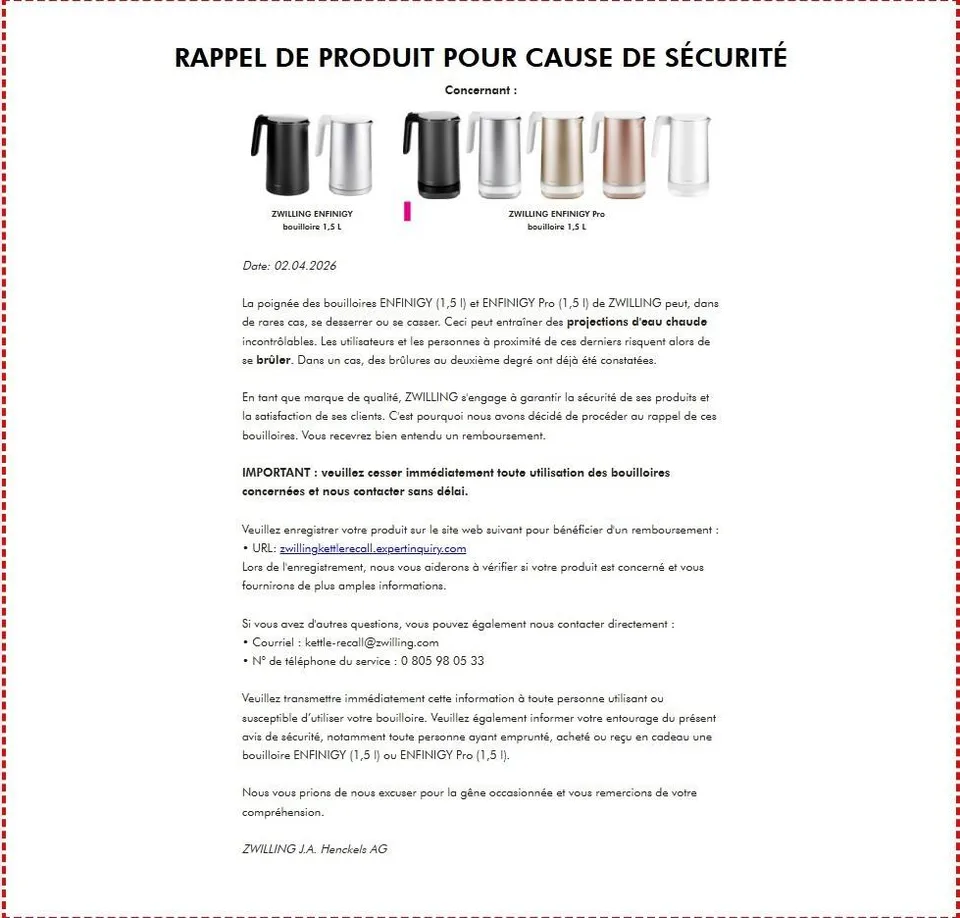 RAPPEL DE PRODUIT POUR CAUSE DE SÉCURITÉ
Concernant :
ZWILLING ENFINIGY
bouilloire 1,5 L
ZWILLING ENFINIGY Pro
bouilloire 1,5 L
Date: 02.04.2026
La poignée des bouilloires ENFINIGY (1,5 l) et ENFINIGY Pro (1,5 l) de ZWILLING peut, dans
de rares cas, se desserrer ou se casser. Ceci peut entraîner des projections d'eau chaude
incontrôlables. Les utilisateurs et les personnes à proximité de ces derniers risquent alors de
se brûler. Dans un cas, des brûlures au deuxième degré ont déjà été constatées.
En tant que marque de qualité, ZWILLING s'engage à garantir la sécurité de ses produits et
la satisfaction de ses clients. C'est pourquoi nous avons décidé de procéder au rappel de ces
bouilloires. Vous recevrez bien entendu un remboursement.
IMPORTANT : veuillez cesser immédiatement toute utilisation des bouilloires
concernées et nous contacter sans délai.
Veuillez enregistrer votre produit sur le site web suivant pour bénéficier d'un remboursement :
• URL: zwillingkettlerecall.expertinquiry.com
Lors de l'enregistrement, nous vous aiderons à vérifier si votre produit est concerné et vous
fournirons de plus amples informations.
Si vous avez d'autres questions, vous pouvez également nous contacter directement :
• Courriel : kettle-recall@zwilling.com
• N° de téléphone du service : 0 805 98 05 33
Veuillez transmettre immédiatement cette information à toute personne utilisant ou
susceptible d'utiliser votre bouilloire. Veuillez également informer votre entourage du présent
avis de sécurité, notamment toute personne ayant emprunté, acheté ou reçu en cadeau une
bouilloire ENFINIGY (1,5 l) ou ENFINIGY Pro (1,5 l).
Nous vous prions de nous excuser pour la gêne occasionnée et vous remercions de votre
compréhension.
ZWILLING J.A. Henckels AG